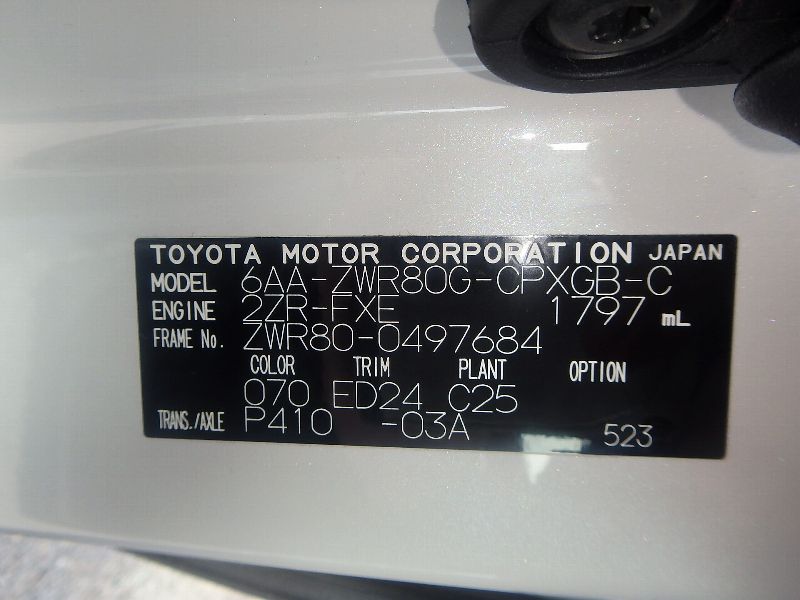 TOYOTA MOTOR CORPORATION JAPAN
MODEL 6AA-ZWR80G-CPXGB-C
ENGINE 2ZR-FXE 1797 mL
FRAME No. ZWR80-0497684
COLOR TRIM PLANT OPTION
070 ED24 C25
TRANS./AXLE P410 -03A 523